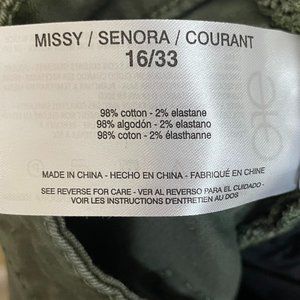 MISSY / SENORA / COURANT
16/33
98% cotton - 2% elastane
98% algodón - 2% elastano
98% coton - 2% élasthanne
MADE IN CHINA - HECHO EN CHINA - FABRIQUÉ EN CHINE
SEE REVERSE FOR CARE - VER AL REVERSO PARA EL CUIDADO -
VOIR LES INSTRUCTIONS D'ENTRETIEN AU DOS